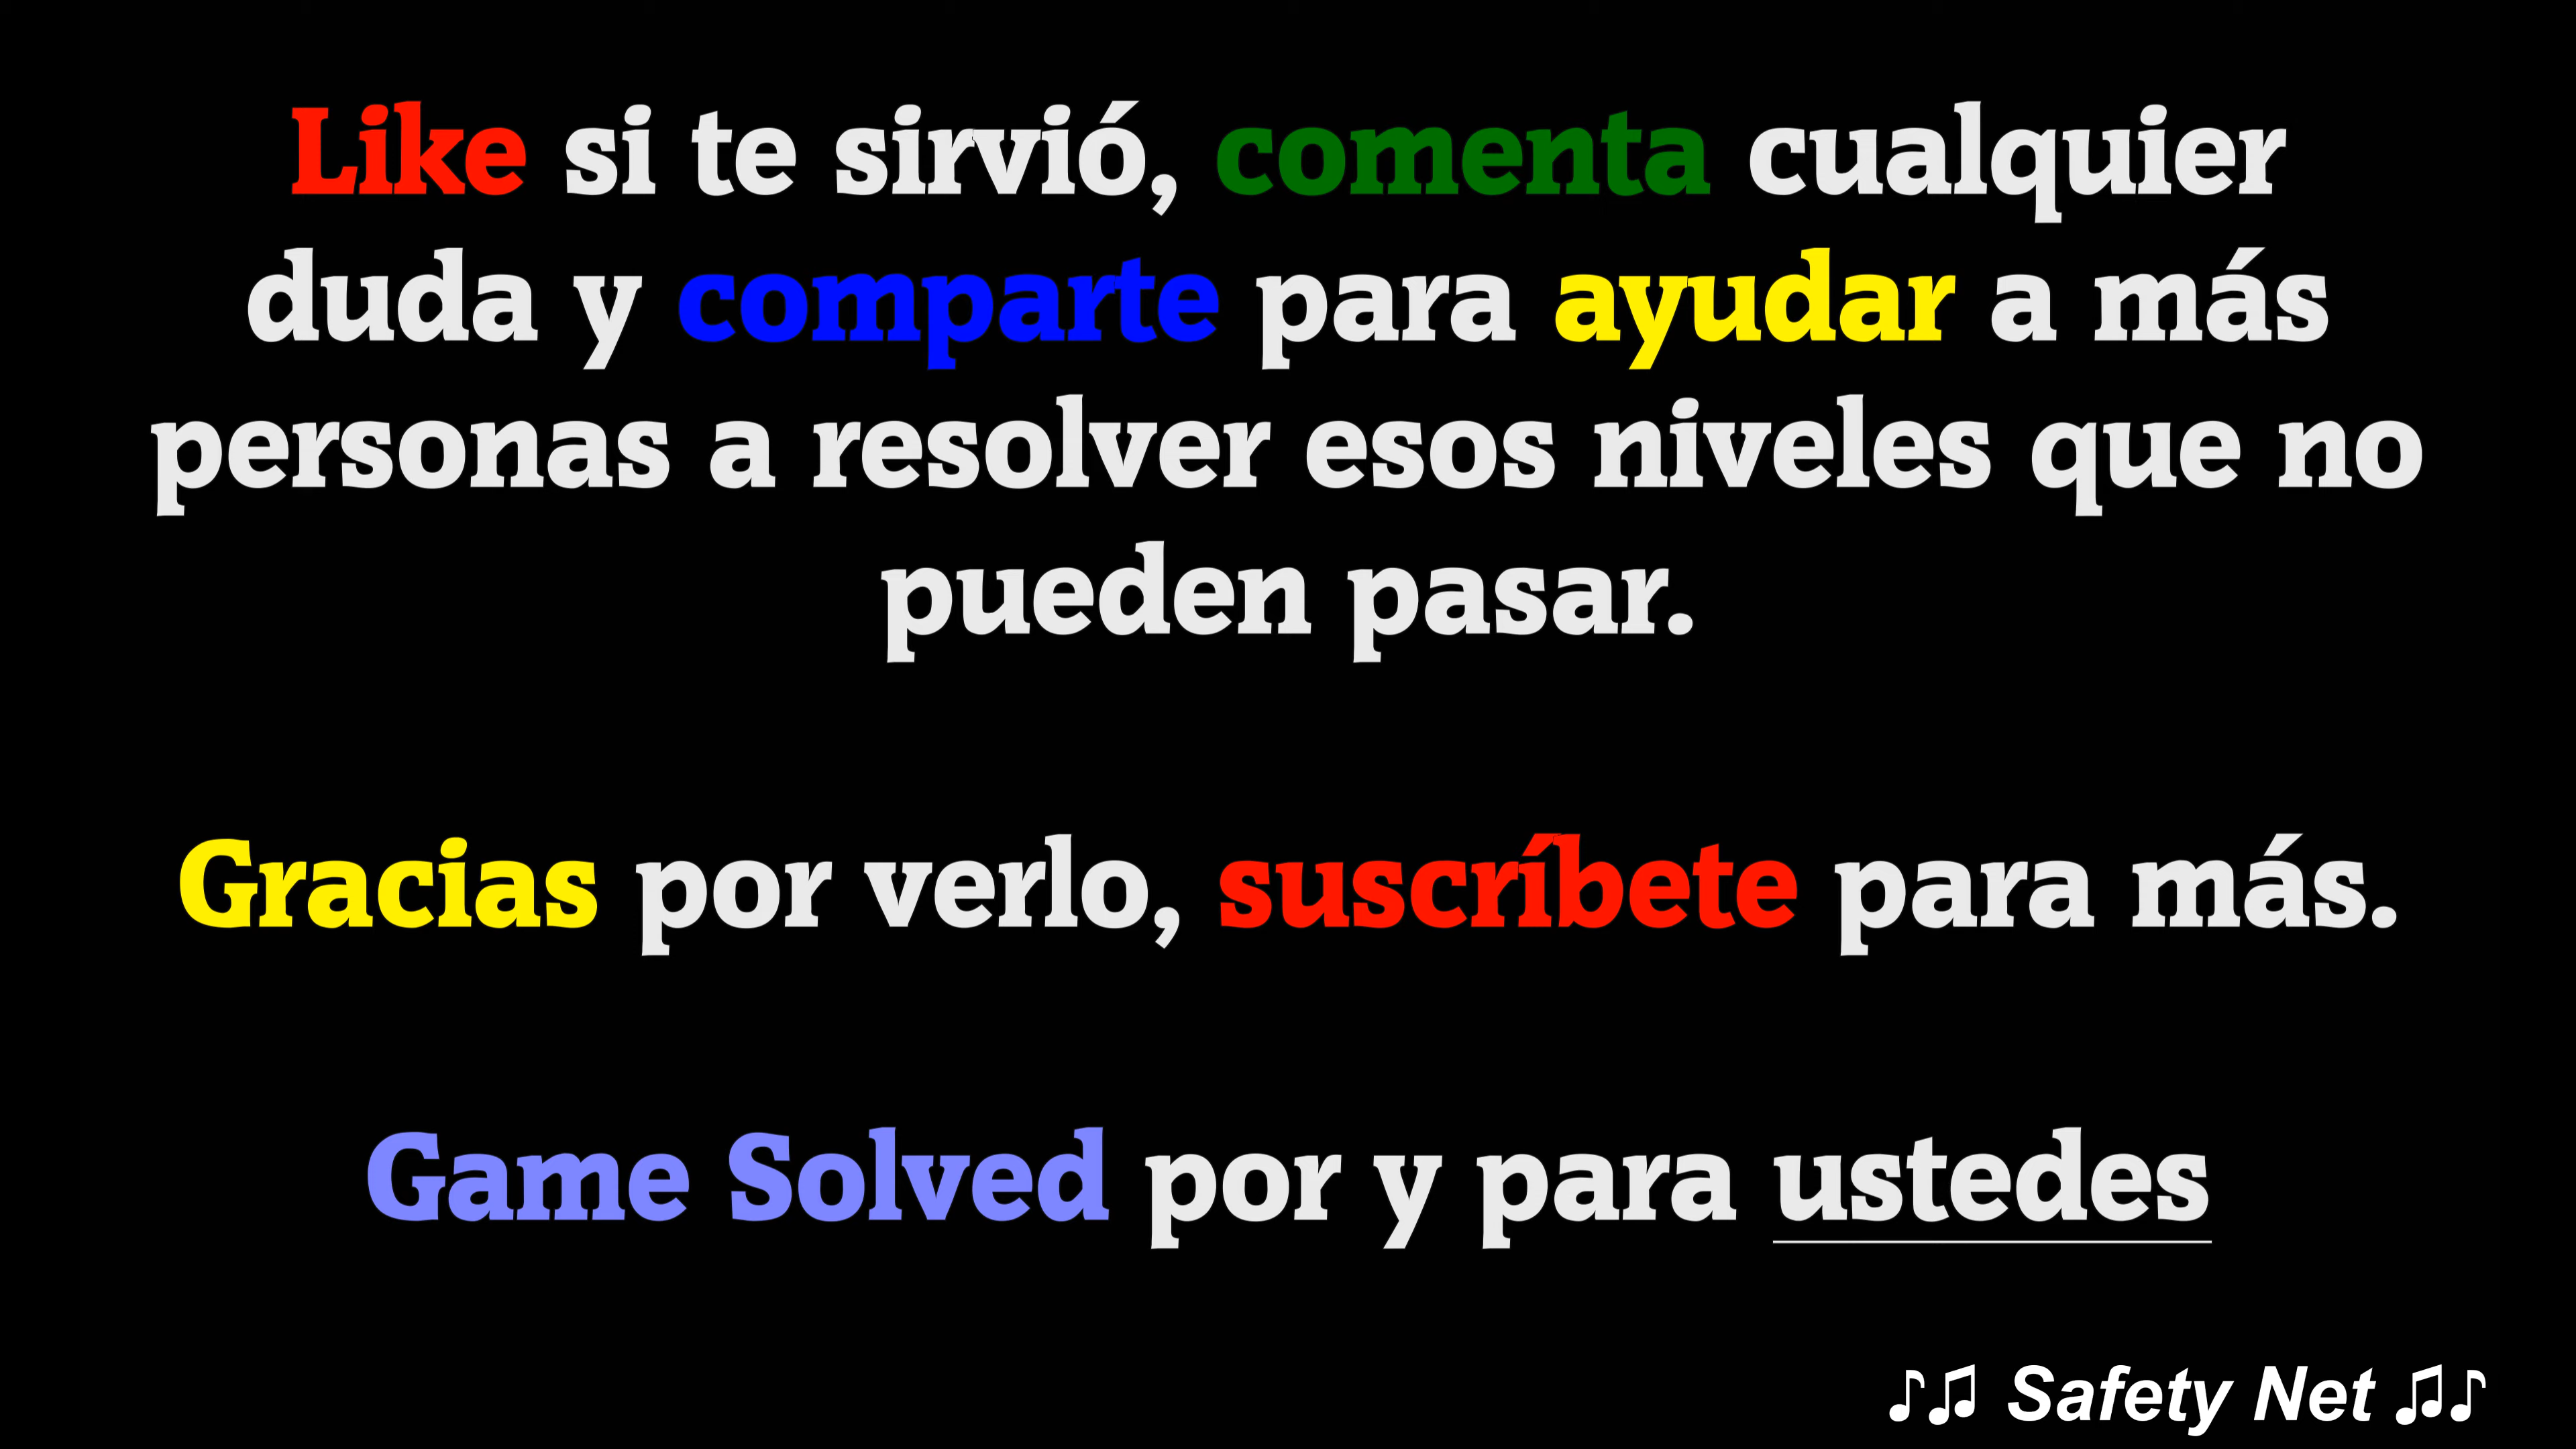 Like si te sirvió, comenta cualquier
duda y comparte para ayudar a más
personas a resolver esos niveles que no
pueden pasar.
Gracias por verlo, suscríbete para más.
Game Solved por y para ustedes
♪♫ Safety Net ♫♪